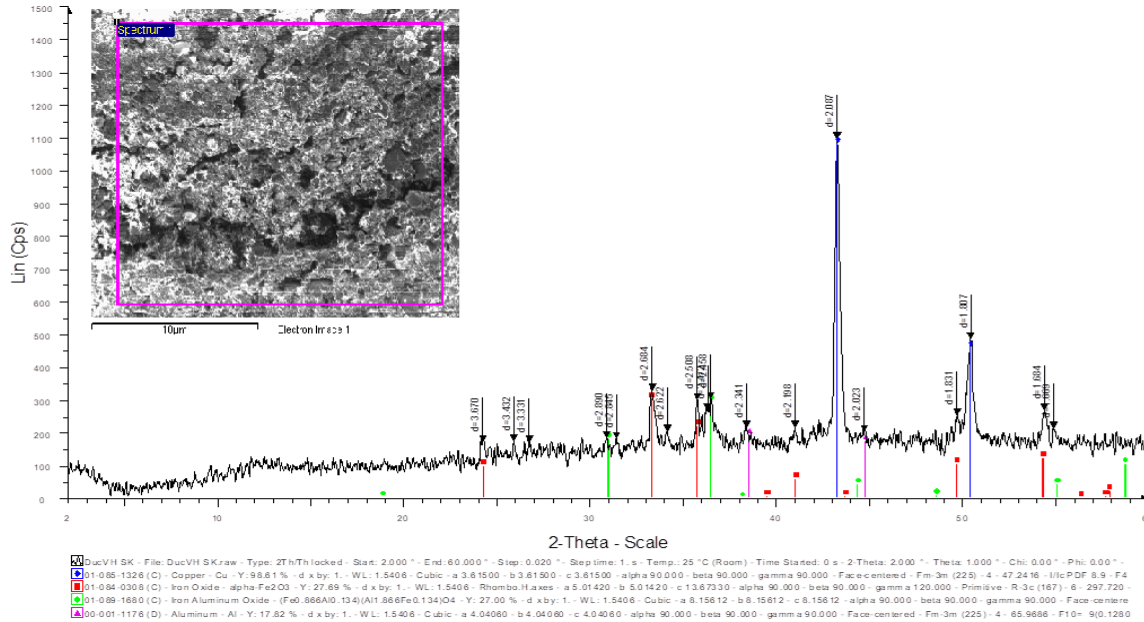 1500
1400
1300
1200
1100
1000
900
800
700
600
500
400
300
200
100
0
Lin (Cps)
Spectrum
10µm
Electron Image 1
d=3.670
d=3.432
d=3.331
d=2.890
d=2.845
d=2.684
d=2.622
d=2.508
d=2.458
d=2.341
d=2.198
d=2.087
d=2.023
d=1.831
d=1.807
d=1.684
2
10
20
30
40
50
2-Theta - Scale
DucVH SK - File: DucVH SK.raw - Type: 2Th/Th locked - Start: 2.000 ° - End: 60.000 ° - Step: 0.020 ° - Step time: 1. s - Temp.: 25 °C (Room) - Time Started: 0 s - 2-Theta: 2.000 ° - Theta: 1.000 ° - Chi: 0.00 ° - Phi: 0.00 °
(C) - Copper - Cu - Y: 98.61 % - d x by: 1. - WL: 1.5406 - Cubic - a 3.61500 - b 3.61500 - c 3.61500 - alpha 90.000 - beta 90.000 - gamma 90.000 - Face-centered - Fm-3m (225) - 4 - 47.2416 - I/Ic PDF 8.9 - F4
(C) - Iron Oxide - alpha-Fe2O3 - Y: 27.69 % - d x by: 1. - WL: 1.5406 - Rhombo.H.axes - a 5.01420 - b 5.01420 - c 13.67330 - alpha 90.000 - beta 90.000 - gamma 120.000 - Primitive - R-3c (167) - 6 - 297.720 -
(C) - Iron Aluminum Oxide - (Fe0.866Al0.134)(Al1.866Fe0.134)O4 - Y: 27.00 % - d x by: 1. - WL: 1.5406 - Cubic - a 8.15612 - b 8.15612 - c 8.15612 - alpha 90.000 - beta 90.000 - gamma 90.000 - Face-centere
00-001-1176 (D) - Aluminum - Al - Y: 17.82 % - d x by: 1. - WL: 1.5406 - Cubic - a 4.04060 - b 4.04060 - c 4.04060 - alpha 90.000 - beta 90.000 - gamma 90.000 - Face-centered - Fm-3m (225) - 4 - 65.9686 - F10= 9(0.1280